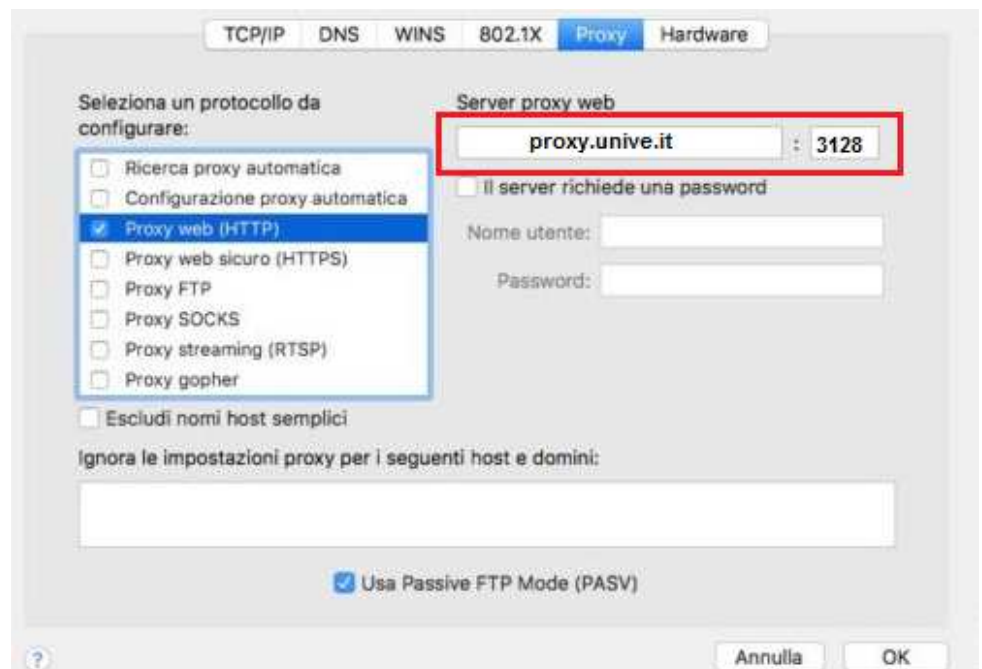 TCP/IP DNS WINS 802.1X Proxy Hardware
Seleziona un protocollo da
configurare:
Ricerca proxy automatica
Configurazione proxy automatica
Proxy web (HTTP)
Proxy web sicuro (HTTPS)
Proxy FTP
Proxy SOCKS
Proxy streaming (RTSP)
Proxy gopher
Server proxy web
proxy.unive.it : 3128
Il server richiede una password
Nome utente:
Password:
Escludi nomi host semplici
Ignora le impostazioni proxy per i seguenti host e domini:
Usa Passive FTP Mode (PASV)
? Annulla OK